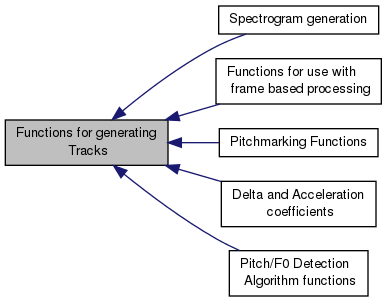 Spectrogram generation
Functions for use with
frame based processing
Functions for generating
Tracks
Pitchmarking Functions
Delta and Acceleration
coefficients
Pitch/F0 Detection
Algorithm functions